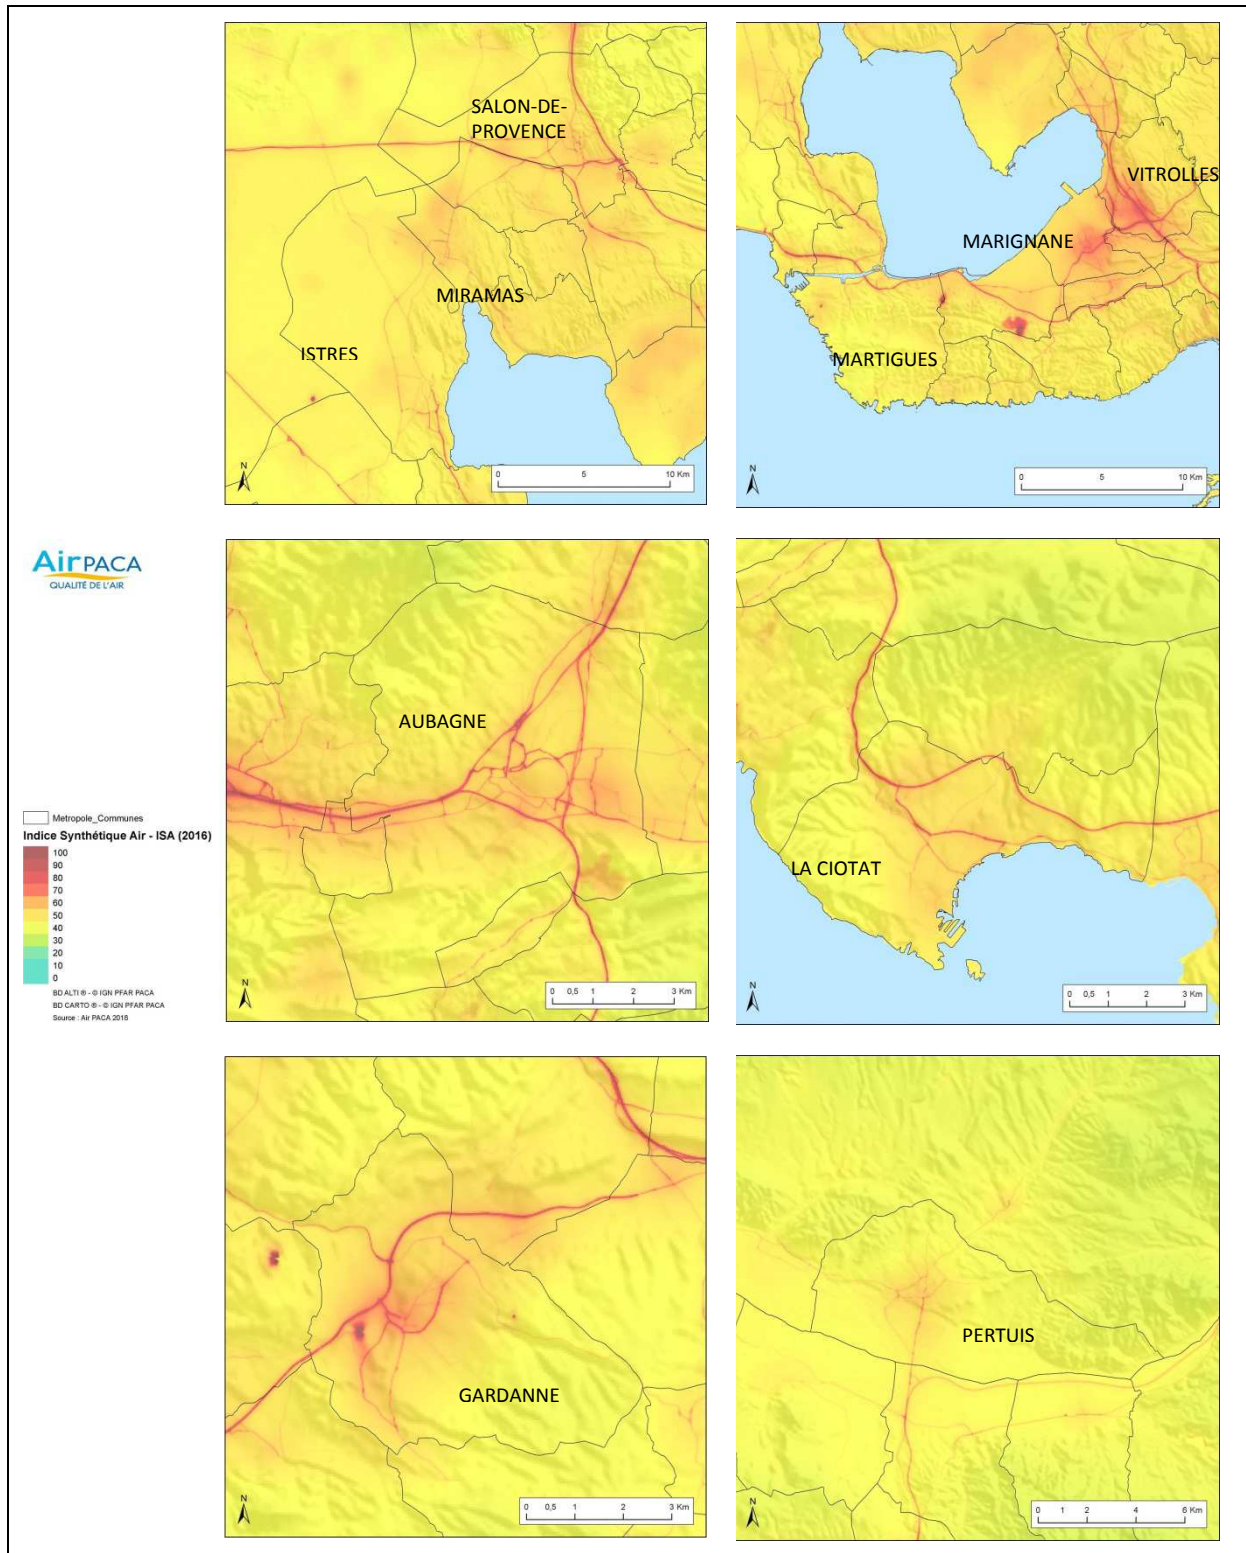 SALON-DE-
PROVENCE
MIRAMAS
ISTRES
N
0 5 10 Km
VITROLLES
MARIGNANE
MARTIGUES
N
0 5 10 Km
AirPACA
QUALITÉ DE L'AIR
Metropole_Communes
Indice Synthétique Air - ISA (2016)
100
90
80
70
60
50
40
30
20
10
0
BD ALTI ® - © IGN PFAR PACA
BD CARTO ® - © IGN PFAR PACA
Source : Air PACA 2018
AUBAGNE
N
0 0,5 1 2 3 Km
LA CIOTAT
N
0 0,5 1 2 3 Km
GARDANNE
N
0 0,5 1 2 3 Km
PERTUIS
N
0 1 2 4 6 Km